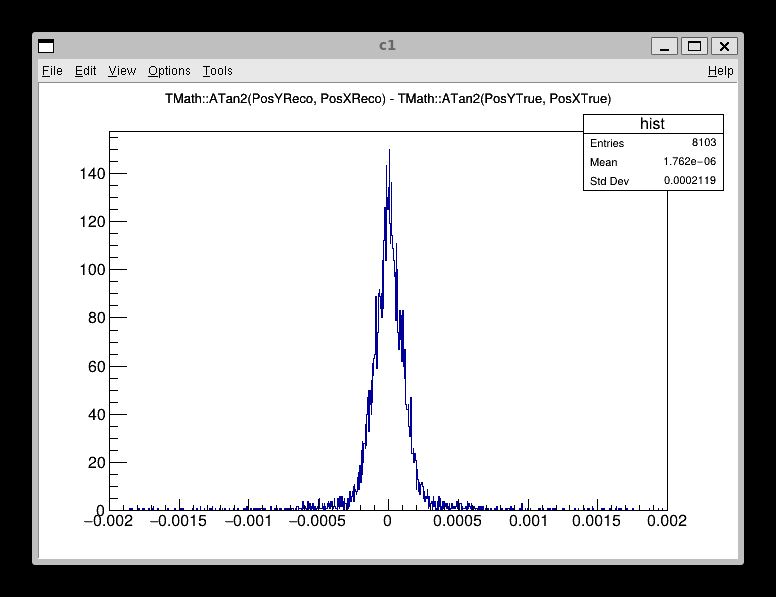 c1
File Edit View Options Tools Help
TMath::ATan2(PosYReco, PosXReco) - TMath::ATan2(PosYTrue, PosXTrue)
hist
Entries 8103
Mean 1.762e−06
Std Dev 0.0002119
140
120
100
80
60
40
20
0
−0.002 −0.0015 −0.001 −0.0005 0 0.0005 0.001 0.0015 0.002